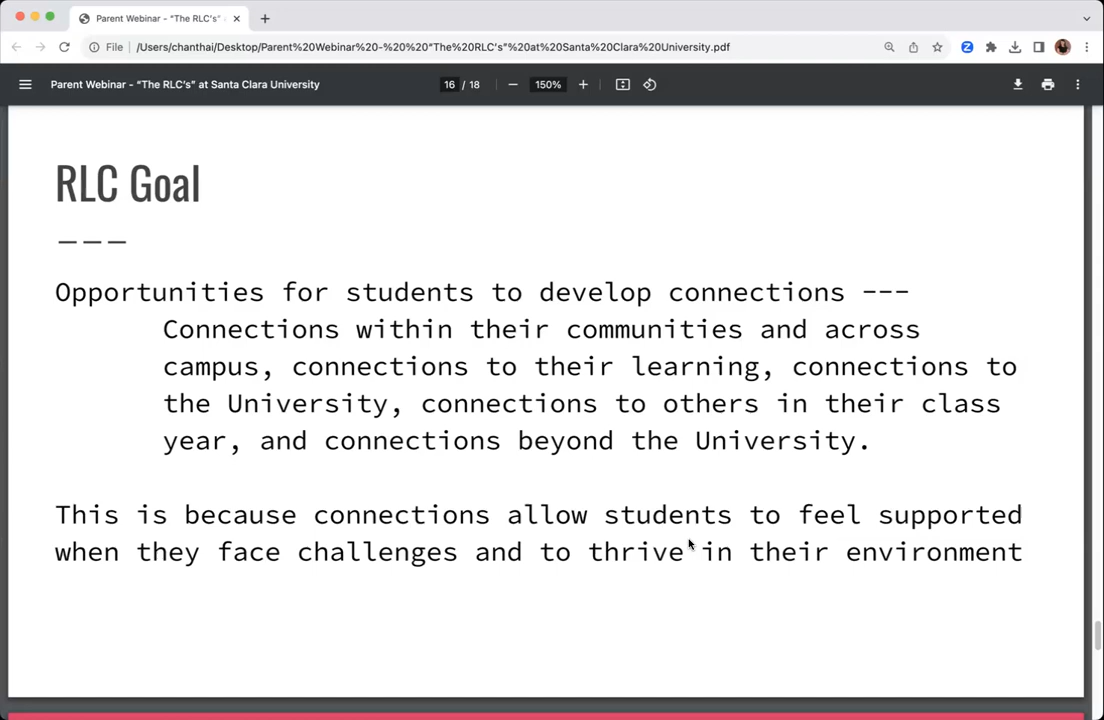 Parent Webinar - "The RLC's"
File /Users/chanthai/Desktop/Parent%20Webinar%20-%20%20"The%20RLC's"%20at%20Santa%20Clara%20University.pdf
Parent Webinar - "The RLC's" at Santa Clara University 16 / 18 150%
RLC Goal
---
Opportunities for students to develop connections ---
Connections within their communities and across
campus, connections to their learning, connections to
the University, connections to others in their class
year, and connections beyond the University.
This is because connections allow students to feel supported
when they face challenges and to thrive in their environment